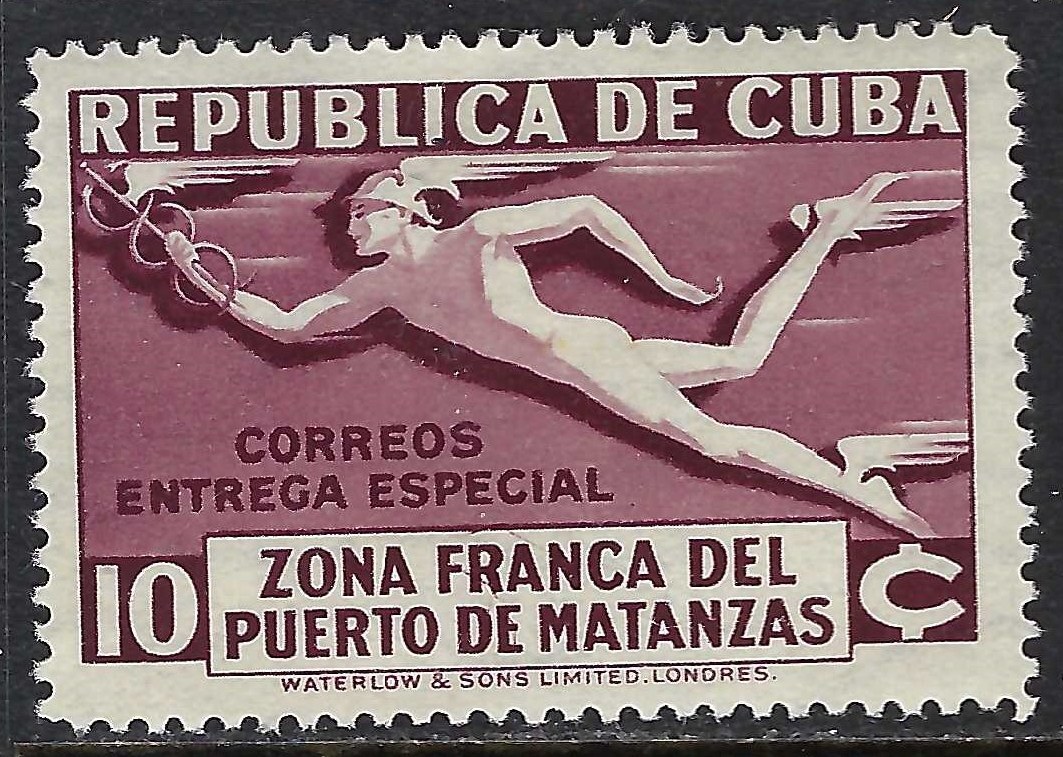 REPUBLICA DE CUBA
CORREOS
ENTREGA ESPECIAL
ZONA FRANCA DEL
PUERTO DE MATANZAS
10 ¢
WATERLOW & SONS LIMITED. LONDRES.